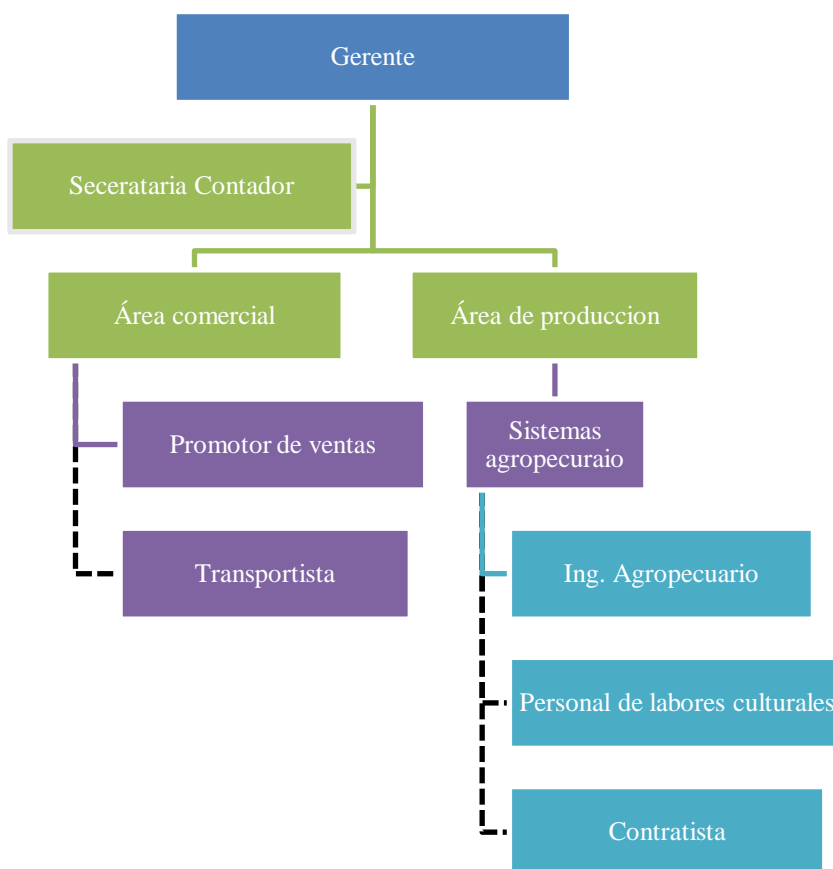 Gerente
Secerataria Contador
Área comercial
Área de produccion
Promotor de ventas
Sistemas
agropecuraio
Transportista
Ing. Agropecuario
Personal de labores culturales
Contratista